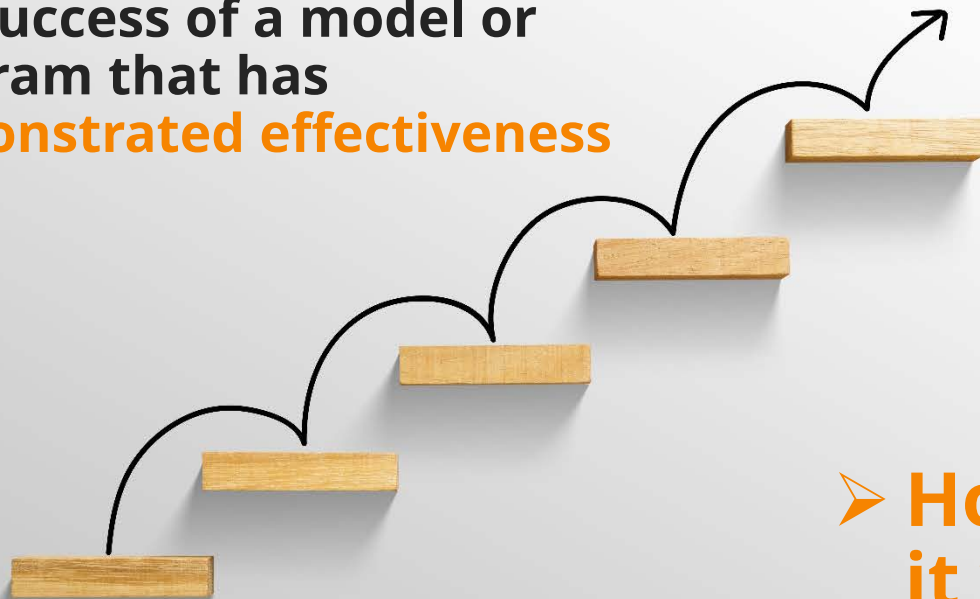 uccess of a model or
ram that has
onstrated effectiveness
➢ Ho
it